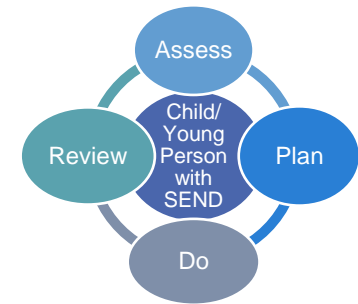 Assess
Child/
Young
Person
with
SEND
Review
Plan
Do